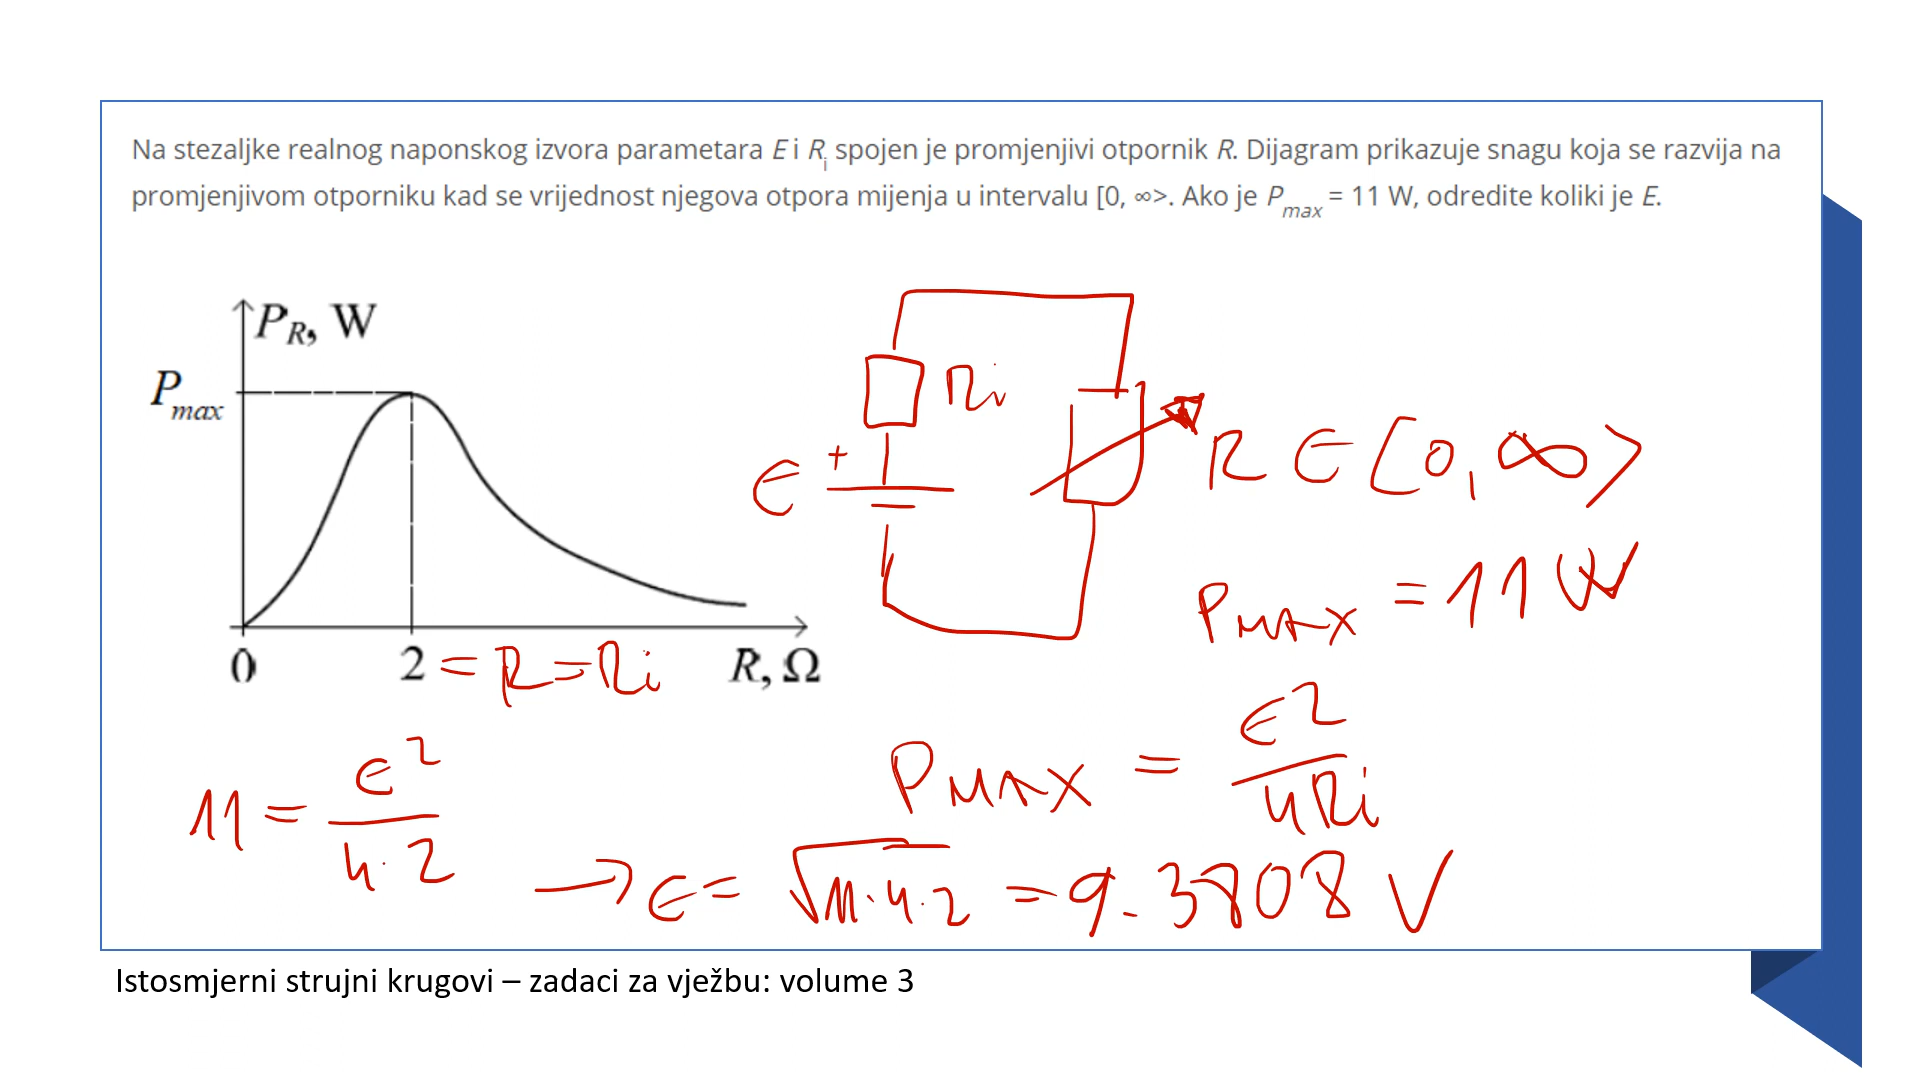 Na stezaljke realnog naponskog izvora parametara E i Ri spojen je promjenjivi otpornik R. Dijagram prikazuje snagu koja se razvija na
promjenjivom otporniku kad se vrijednost njegova otpora mijenja u intervalu [0, ∞>. Ako je Pmax = 11 W, odredite koliki je E.
PR, W
Pmax
0
2 = R = Ri
R, Ω
Ri
E +
R ∈ [0, ∞>
PMAX = 11 W
PMAX = E²/4Ri
11 = E²/4·2
→ E = √11·4·2 = 9.3808 V
Istosmjerni strujni krugovi – zadaci za vježbu: volume 3